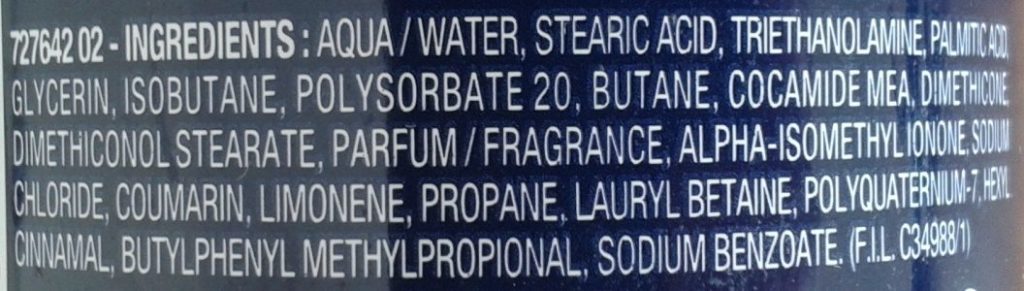 727642 02 - INGREDIENTS : AQUA / WATER, STEARIC ACID, TRIETHANOLAMINE, PALMITIC ACID,
GLYCERIN, ISOBUTANE, POLYSORBATE 20, BUTANE, COCAMIDE MEA, DIMETHICONE,
DIMETHICONOL STEARATE, PARFUM / FRAGRANCE, ALPHA-ISOMETHYL IONONE, SODIUM
CHLORIDE, COUMARIN, LIMONENE, PROPANE, LAURYL BETAINE, POLYQUATERNIUM-7, HEXYL
CINNAMAL, BUTYLPHENYL METHYLPROPIONAL, SODIUM BENZOATE. (F.I.L. C34988/1)